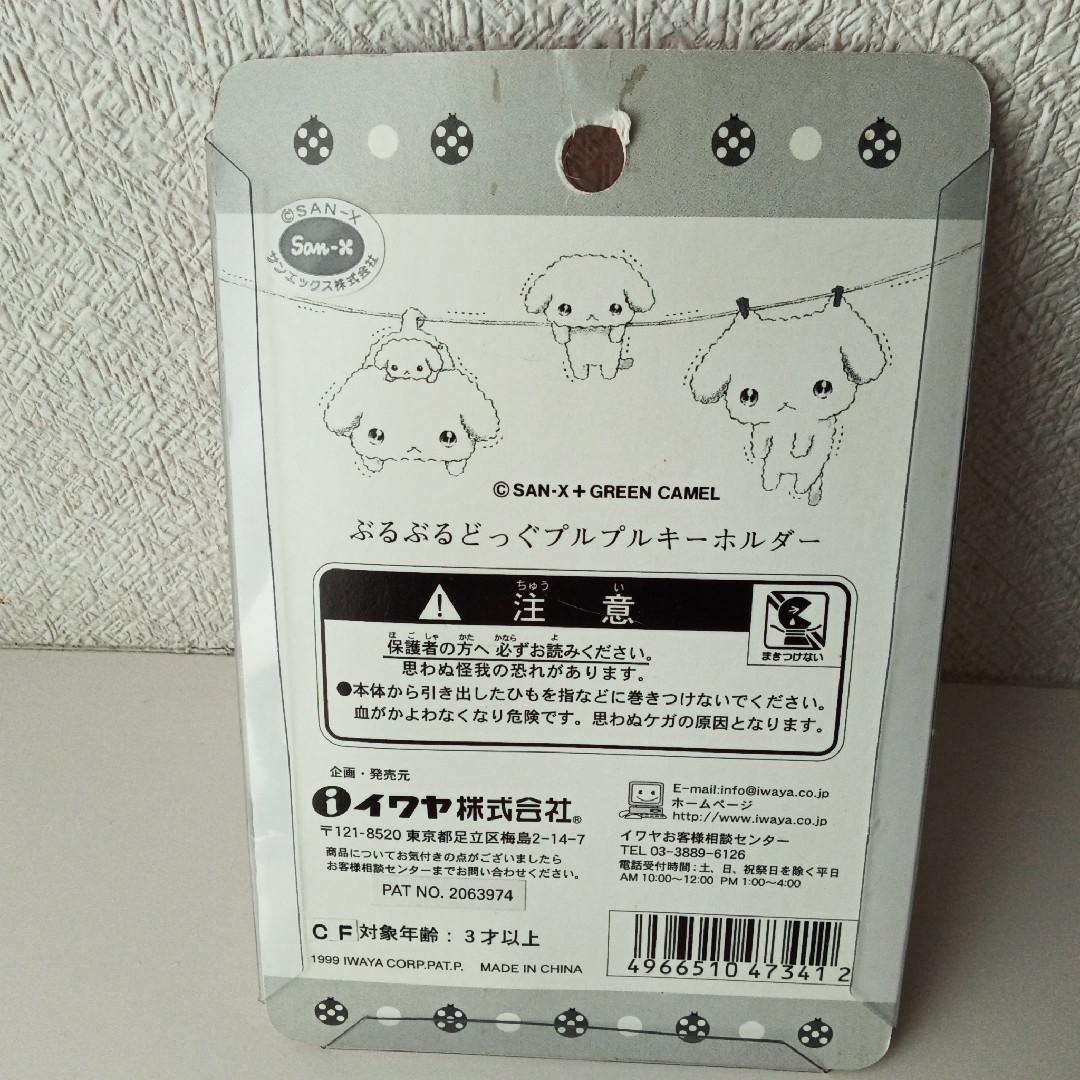 ©SAN-X
San-X
サンエックス株式会社
© SAN-X + GREEN CAMEL
ぶるぶるどっぐプルプルキーホルダー
ちゅう い
注意
まきつけない
ほごしゃ かた かなら よ
保護者の方へ必ずお読みください。
思わぬ怪我の恐れがあります。
●本体から引き出したひもを指などに巻きつけないでください。
血がかよわなくなり危険です。思わぬケガの原因となります。
企画・発売元
イワヤ株式会社®
〒121-8520 東京都足立区梅島2-14-7
商品についてお気付きの点がございましたら
お客様相談センターまでお問い合わせください。
PAT NO. 2063974
E-mail:info@iwaya.co.jp
ホームページ
http://www.iwaya.co.jp
イワヤお客様相談センター
TEL 03-3889-6126
電話受付時間：土、日、祝祭日を除く平日
AM 10:00～12:00 PM 1:00～4:00
CF 対象年齢：3才以上
1999 IWAYA CORP.PAT.P. MADE IN CHINA
4966510 473412